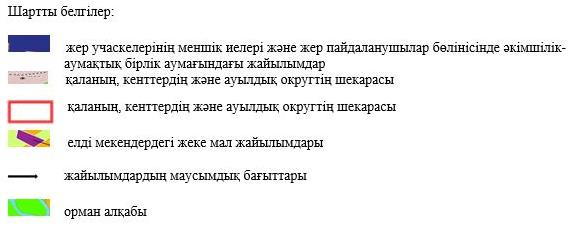 Шартты белгілер:
жер учаскелерінің меншік иелері және жер пайдаланушылар бөлінісінде әкімшілік-
аумақтық бірлік аумағындағы жайылымдар
қаланың, кенттердің және ауылдық округтің шекарасы
қаланың, кенттердің және ауылдық округтің шекарасы
елді мекендердегі жеке мал жайылымдары
жайылымдардың маусымдық бағыттары
орман алқабы